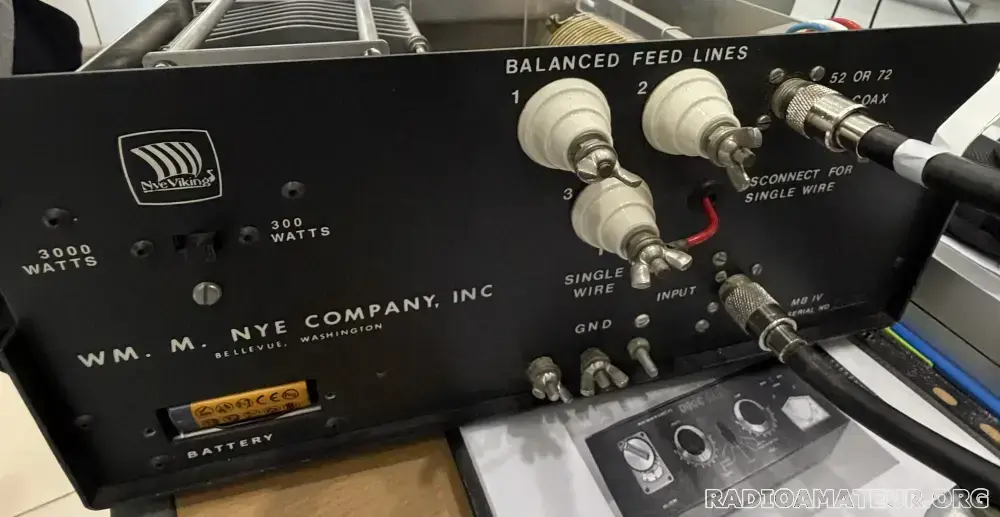 BALANCED FEED LINES
1
2
52 OR 72
COAX
NyeViking
3
SCONNECT FOR
SINGLE WIRE
3000
WATTS
300
WATTS
SINGLE
WIRE
INPUT
MB IV
SERIAL NO
WM. M. NYE COMPANY, INC
BELLEVUE, WASHINGTON
GND
BATTERY
RADIOAMATEUR.ORG